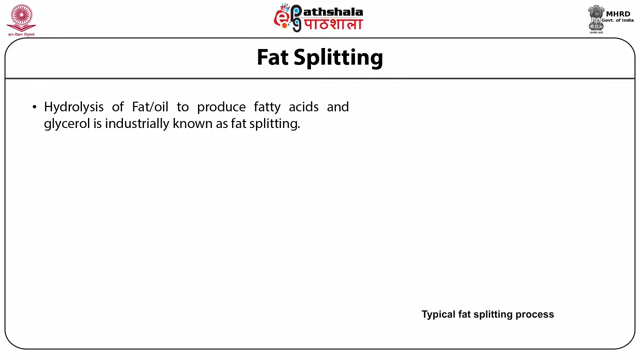 ePathshala
पाठशाला
MHRD
Govt. of India
Fat Splitting
• Hydrolysis of Fat/oil to produce fatty acids and
glycerol is industrially known as fat splitting.
Typical fat splitting process